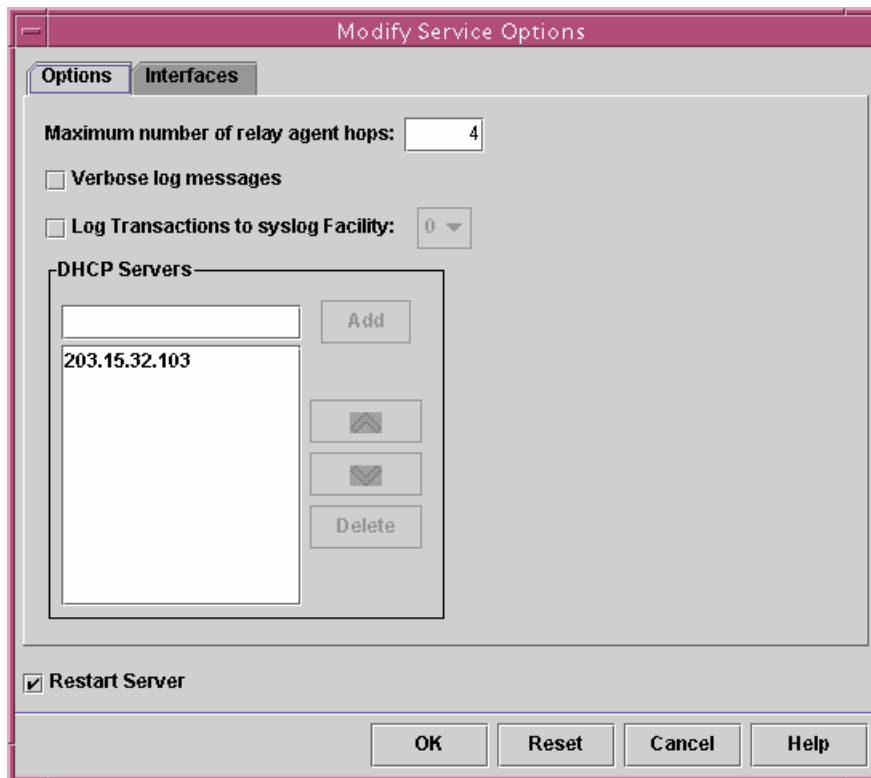 Modify Service Options
Options Interfaces
Maximum number of relay agent hops: 4
Verbose log messages
Log Transactions to syslog Facility: 0
DHCP Servers
Add
203.15.32.103
Delete
Restart Server
OK Reset Cancel Help